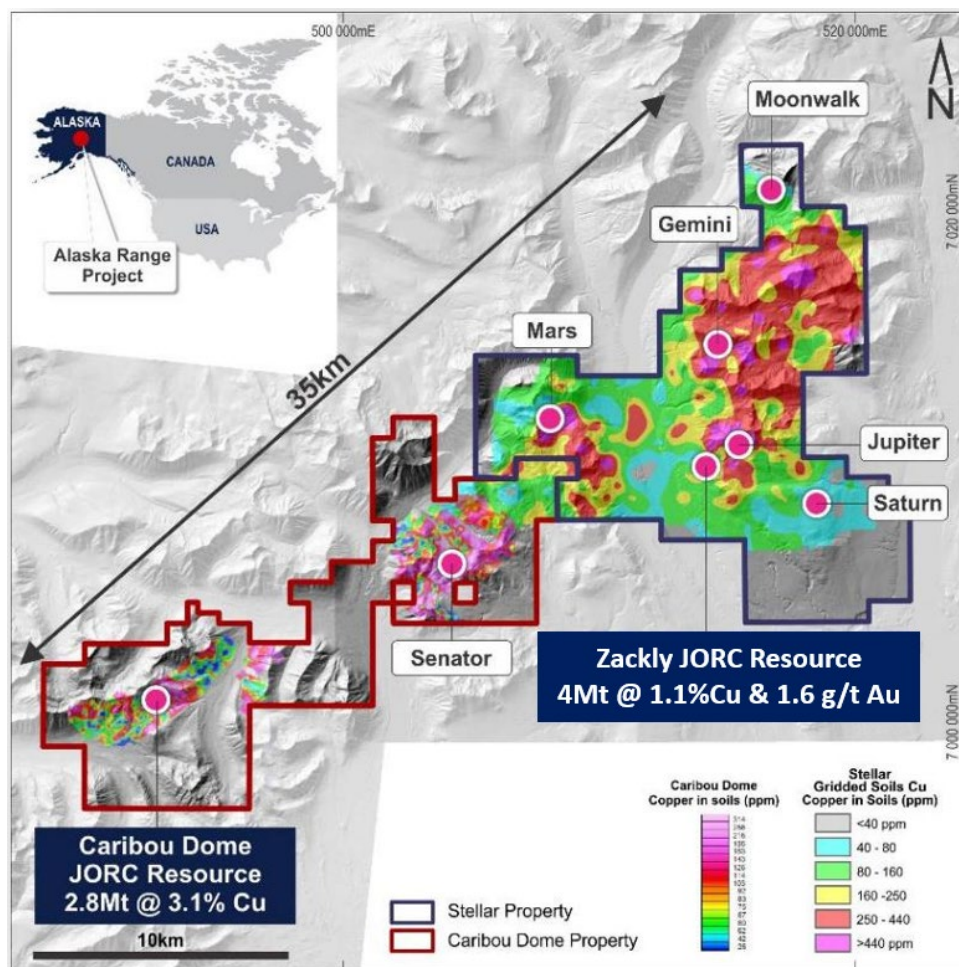 500 000mE
520 000mE
N
7 020 000mN
7 000 000mN
ALASKA
CANADA
USA
Alaska Range
Project
35km
Moonwalk
Gemini
Mars
Jupiter
Saturn
Senator
Zackly JORC Resource
4Mt @ 1.1%Cu & 1.6 g/t Au
Caribou Dome
JORC Resource
2.8Mt @ 3.1% Cu
10km
Stellar Property
Caribou Dome Property
Caribou Dome
Copper in soils (ppm)
Stellar
Gridded Soils Cu
Copper in Soils (ppm)
<40 ppm
40 - 80
80 - 160
160 -250
250 - 440
>440 ppm